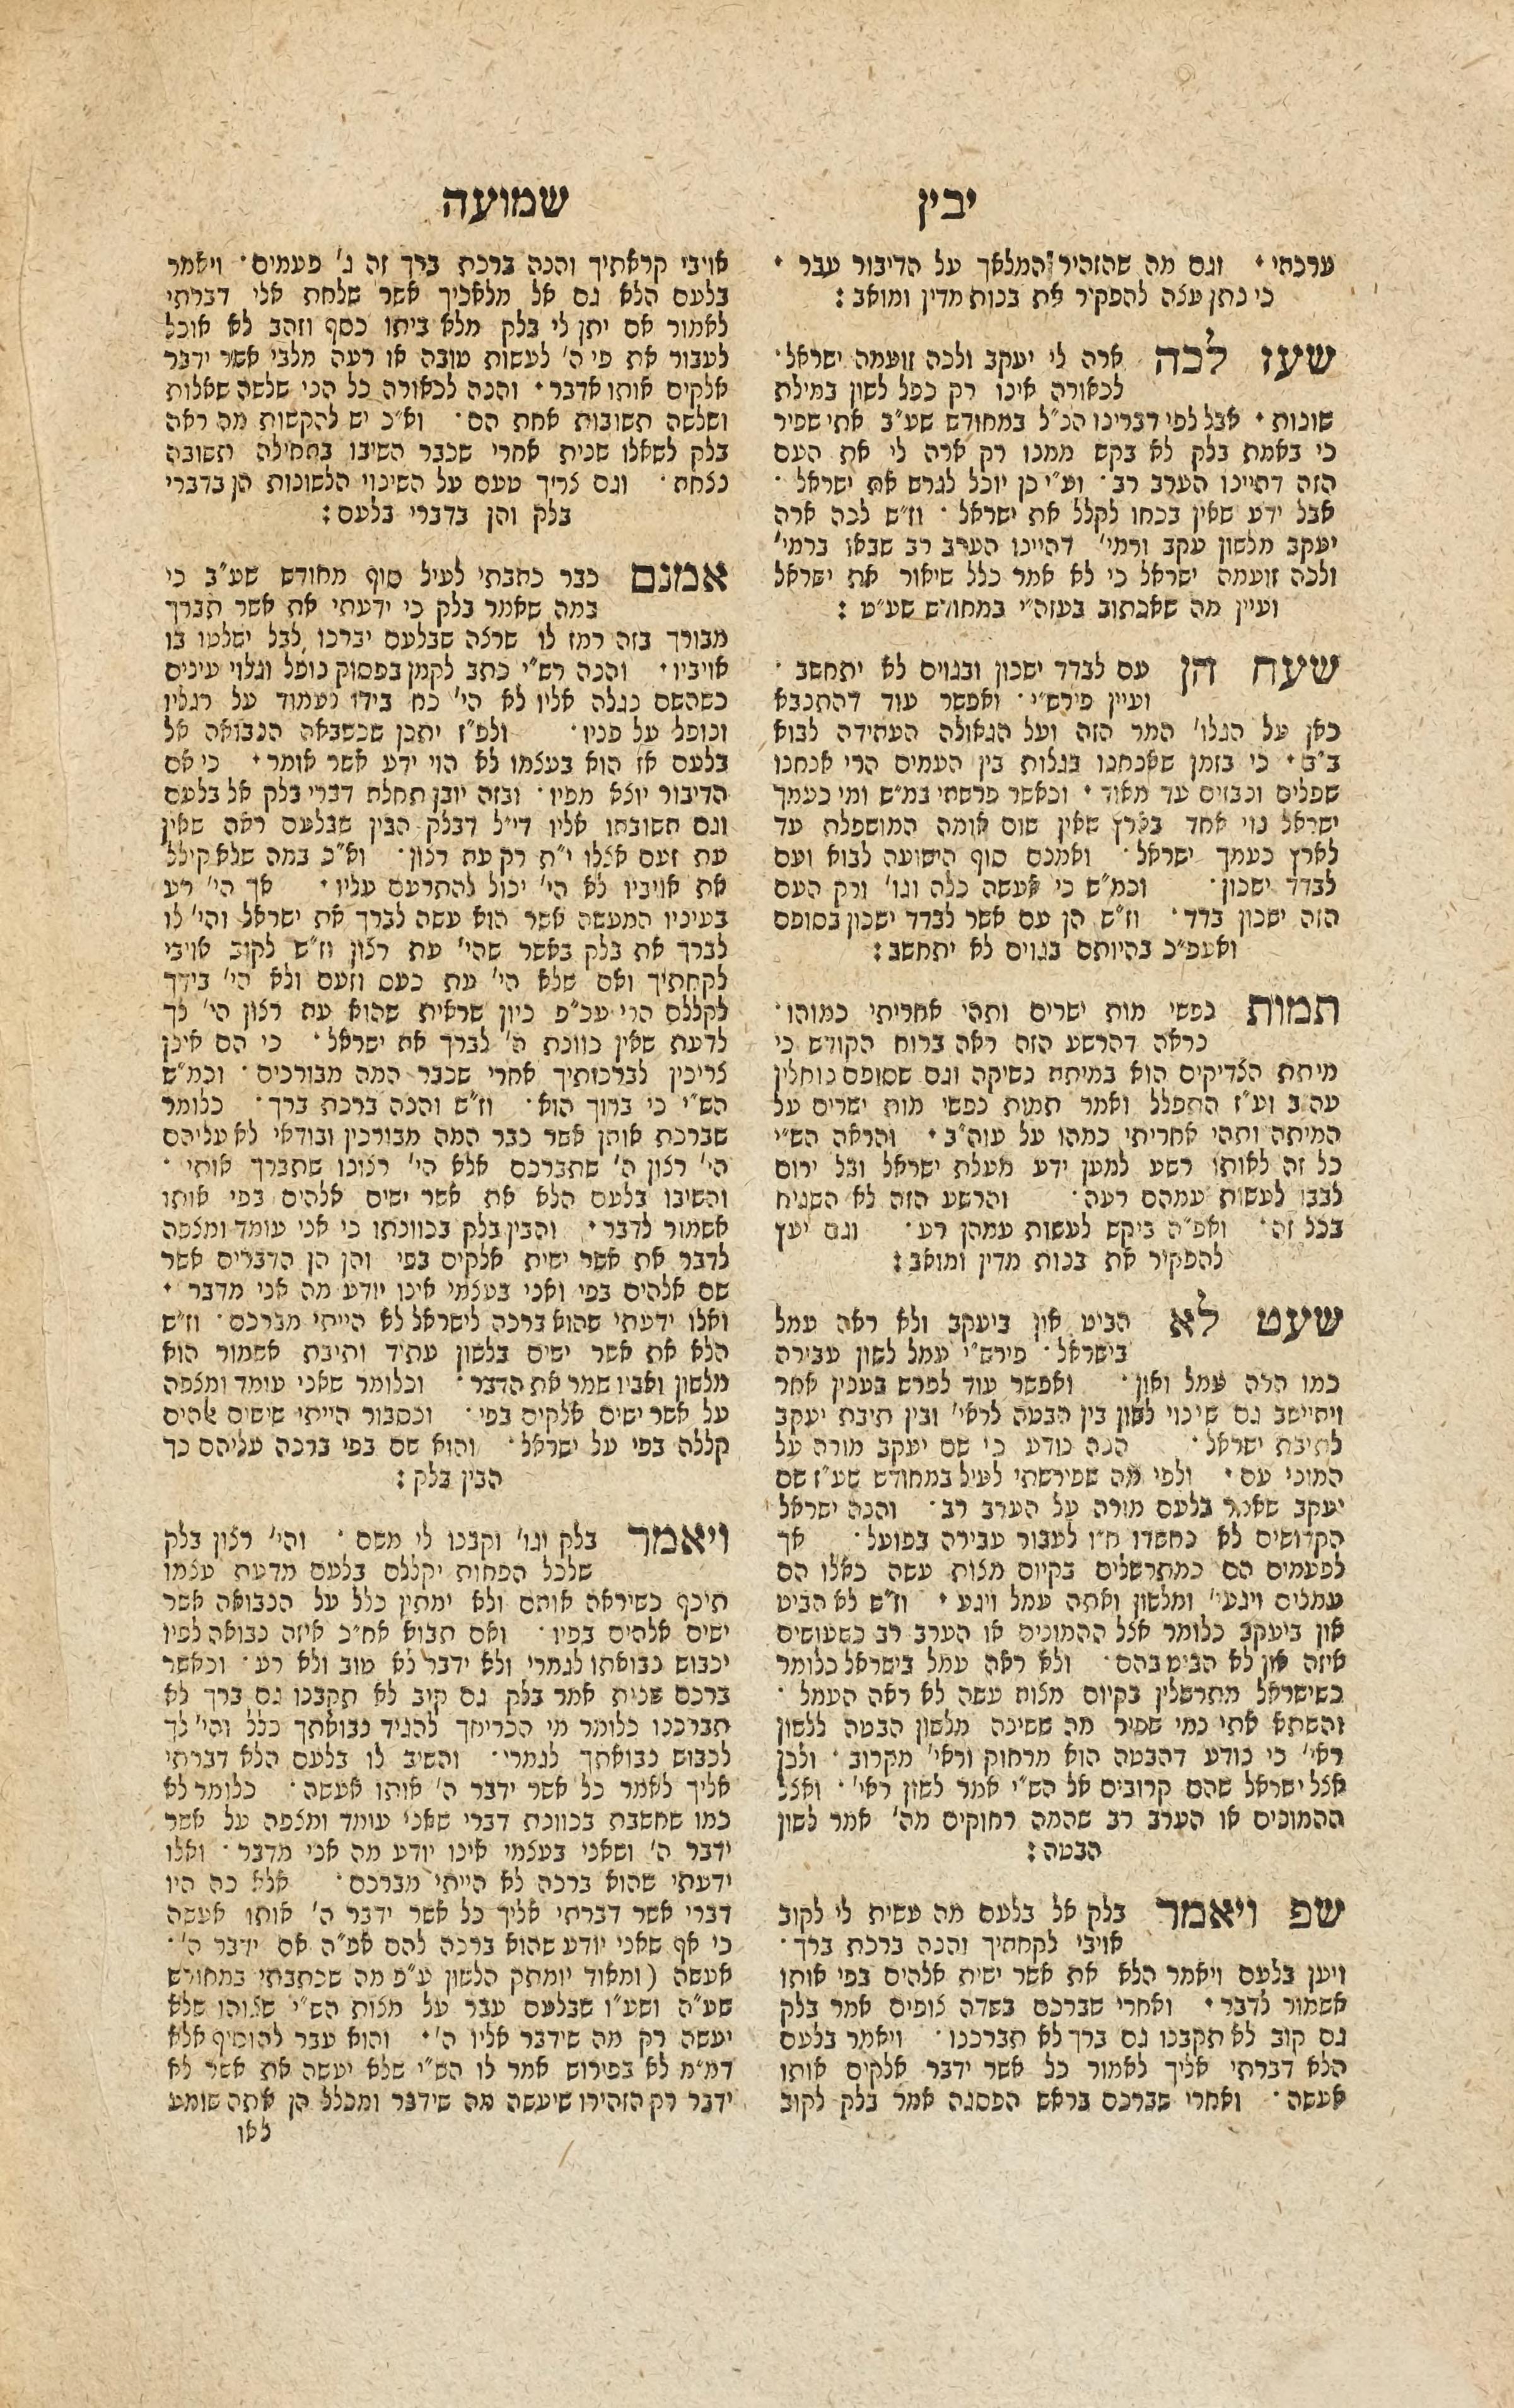 יבין
שמועה
ערכתי · וגם מה שהזהיר המלאך על הדיבור עבר ·
כי נתן עצה להפקיר את בנות מדין ומואב :
שעז לכה ארה לי יעקב ולכה זועמה ישראל·
לכאורה אינו רק כפל לשון במילת
שונות · אבל לפי דברינו הנ״ל במחודש שע״ב אתי שפיר
כי באמת בלק לא בקש ממנו רק ארה לי את העם
הזה דהיינו הערב רב· וע״י כן יוכל לגרש את ישראל ·
אבל ידע שאין בכחו לקלל את ישראל · וז״ש לכה ארה
יעקב מלשון עקב ורמי׳ דהיינו הערב רב שבאו ברמי׳
ולכה זועמה ישראל כי לא אמר כלל שיאור את ישראל
ועיין מה שאכתוב בעזה״י במחודש שע״ט :
שעח הן עם לבדד ישכון ובגוים לא יתחשב ·
ועיין פירש״י · ואפשר עוד דהתנבא
כאן על הגלו׳ המר הזה ועל הגאולה העתידה לבוא
ב״ב · כי בזמן שאנחנו בגלות בין העמים הרי אנחנו
שפלים ונבזים עד מאוד · וכאשר פרשתי במ״ש ומי כעמך
ישראל גוי אחד בארץ שאין שום אומה המושפלת עד
לארץ כעמך ישראל · ואמנם סוף הישועה לבוא ועם
לבדד ישכון· וכמ״ש כי אעשה כלה וגו׳ ורק העם
הזה ישכון בדד· וז״ש הן עם אשר לבדד ישכון בסופם
ואעפ״כ בהיותם בגוים לא יתחשב :
תמות נפשי מות ישרים ותהי אחריתי כמוהו·
נראה דהרשע הזה ראה ברוח הקודש כי
מיתת הצדיקים הוא במיתת נשיקה וגם שסופם נוחלין
עהב וע״ז התפלל ואמר תמות נפשי מות ישרים על
המיתה ותהי אחריתי כמהו על עוה״ב · והראה הש״י
כל זה לאותו רשע למען ידע מעלת ישראל ובל ירום
לבבו לעשות עמהם רעה · והרשע הזה לא השגיח
בכל זה· ואפ״ה ביקש לעשות עמהן רע · וגם יעץ
להפקיר את בנות מדין ומואב :
שעט לא הביט און ביעקב ולא ראה עמל
בישראל· פירש״י עמל לשון עבירה
כמו הרה עמל ואון· ואפשר עוד לפרש בענין אחר
ויתיישב גם שינוי לשון בין הבטה לראי׳ ובין תיבת יעקב
לתיבת ישראל · הנה נודע כי שם יעקב מורה על
המוני עם · ולפי מה שפירשתי לעיל במחודש שע״ז שם
יעקב שאמר בלעם מורה על הערב רב · והנה ישראל
הקדושים לא נחשדו ח״ו לעבור עבירה בפועל · אך
לפעמים הם כמתרשלים בקיום מצות עשה כאלו הם
עמלים ויגעי׳ ומלשון ואתה עמל ויגע · וז״ש לא הביט
און ביעקב כלומר אצל ההמונים או הערב רב כשעושים
איזה און לא הביט בהם· ולא ראה עמל בישראל כלומר
כשישראל מתרשלין בקיום מצות עשה לא ראה העמל ·
והשתא אתי נמי שפיר מה ששינה מלשון הבטה ללשון
ראי׳ כי נודע דהבטה הוא מרחוק וראי׳ מקרוב · ולכן
אצל ישראל שהם קרובים אל הש״י אמר לשון ראי׳ · ואצל
ההמונים או הערב רב שהמה רחוקים מה׳ אמר לשון
הבטה :
שפ ויאמר בלק אל בלעם מה עשית לי לקוב
אויבי לקחתיך והנה ברכת ברך ·
ויען בלעם ויאמר הלא את אשר ישית אלהים בפי אותו
אשמור לדבר · ואחרי שברכם בשדה צופים אמר בלק
גם קוב לא תקבנו גם ברך לא תברכנו · ויאמר בלעם
הלא דברתי אליך לאמור כל אשר ידבר אלקים אותו
אעשה · ואחרי שברכם בראש הפסגה אמר בלק לקוב
אויבי קראתיך והנה ברכת ברך זה ג׳ פעמים · ויאמר
בלעם הלא גם אל מלאכיך אשר שלחת אלי דברתי
לאמור אם יתן לי בלק מלא ביתו כסף וזהב לא אוכל
לעבור את פי ה׳ לעשות טובה או רעה מלבי אשר ידבר
אלקים אותו אדבר · והנה לכאורה כל הני שלשה שאלות
ושלשה תשובות אחת הם · וא״כ יש להקשות מה ראה
בלק לשאלו שנית אחרי שכבר השיבו בתחילה תשובה
נצחת · וגם צריך טעם על השינוי הלשונות הן בדברי
בלק והן בדברי בלעם :
אמנם כבר כתבתי לעיל סוף מחודש שע״ב כי
במה שאמר בלק כי ידעתי את אשר תברך
מבורך בזה רמז לו שרצה שבלעם יברכו לבל ישלטו בו
אויביו · והנה רש״י כתב לקמן בפסוק נופל וגלוי עינים
כשהשם נגלה אליו לא הי׳ כח בידו לעמוד על רגליו
ונופל על פניו · ולפ״ז יתכן שכשבאה הנבואה אל
בלעם אז הוא בעצמו לא הוי ידע אשר אומר · כי אם
הדיבור יוצא מפיו · ובזה יובן תחלת דברי בלק אל בלעם
וגם תשובתו אליו די״ל דבלק הבין שבלעם ראה שאין
עת זעם אצלו ית״ רק עת רצון · וא״כ במה שלא קילל
את אויביו לא הי׳ יכול להתרעם עליו · אך הי׳ רע
בעיניו המעשה אשר הוא עשה לברך את ישראל והי׳ לו
לברך את בלק באשר שהי׳ עת רצון וז״ש לקוב אויבי
לקחתיך ואם שלא הי׳ עת כעם וזעם ולא הי׳ בידך
לקללם הרי עכ״פ כיון שראית שהוא עת רצון הי׳ לך
לדעת שאין כוונת ה׳ לברך את ישראל · כי הם אינן
צריכין לברכותיך אחרי שכבר המה מבורכים · וכמ״ש
הש״י כי ברוך הוא · וז״ש והנה ברכת ברך · כלומר
שברכת אותן אשר כבר המה מבורכין ובודאי לא עליהם
הי׳ רצון ה׳ שתברכם אלא הי׳ רצונו שתברך אותי ·
והשיבו בלעם הלא את אשר ישים אלהים בפי אותו
אשמור לדבר · והבין בלק בכוונתו כי אני עומד ומצפה
לדבר את אשר ישית אלקים בפי והן הן הדברים אשר
שם אלהים בפי ואני בעצמי אינו יודע מה אני מדבר ·
ואלו ידעתי שהוא ברכה לישראל לא הייתי מברכם · וז״ש
הלא את אשר ישים בלשון עתיד ותיבת אשמור הוא
מלשון ואביו שמר את הדבר · וכלומר שאני עומד ומצפה
על אשר ישים אלקים בפי · וכסבור הייתי שישים אלהים
קללה בפי על ישראל · והוא שם בפי ברכה עליהם כך
הבין בלק :
ויאמר בלק וגו׳ וקבנו לי משם · והי׳ רצון בלק
שלכל הפחות יקללם בלעם מדעת עצמו
תיכף כשיראה אותם ולא ימתין כלל על הנבואה אשר
ישים אלהים בפיו · ואם תבוא אח״כ איזה נבואה לפיו
יכבוש נבואתו לגמרי ולא ידבר לא טוב ולא רע · וכאשר
ברכם שנית אמר בלק גם קוב לא תקבנו גם ברך לא
תברכנו כלומר מי הכריחך להגיד נבואתך כלל והי׳ לך
לכבוש נבואתך לגמרי · והשיב לו בלעם הלא דברתי
אליך לאמר כל אשר ידבר ה׳ אותו אעשה · כלומר לא
כמו שחשבת בכוונת דברי שאני עומד ומצפה על אשר
ידבר ה׳ ושאני בעצמי אינו יודע מה אני מדבר · ואלו
ידעתי שהוא ברכה לא הייתי מברכם · אלא כה היו
דברי אשר דברתי אליך כל אשר ידבר ה׳ אותו אעשה
כי אף שאני יודע שהוא ברכה להם אפ״ה אם ידבר ה׳ ·
אעשה (ומאוד יומתק הלשון ע״פ מה שכתבתי במחודש
שע״ה ושע״ו שבלעם עבר על מצות הש״י שצוהו שלא
יעשה רק מה שידבר אליו ה׳ · והוא עבר להוסיף אלא
דמ״מ לא בפירוש אמר לו הש״י שלא יעשה את אשר לא
ידבר רק הזהירו שיעשה מה שידבר ומכלל הן אתה שומע
לאו